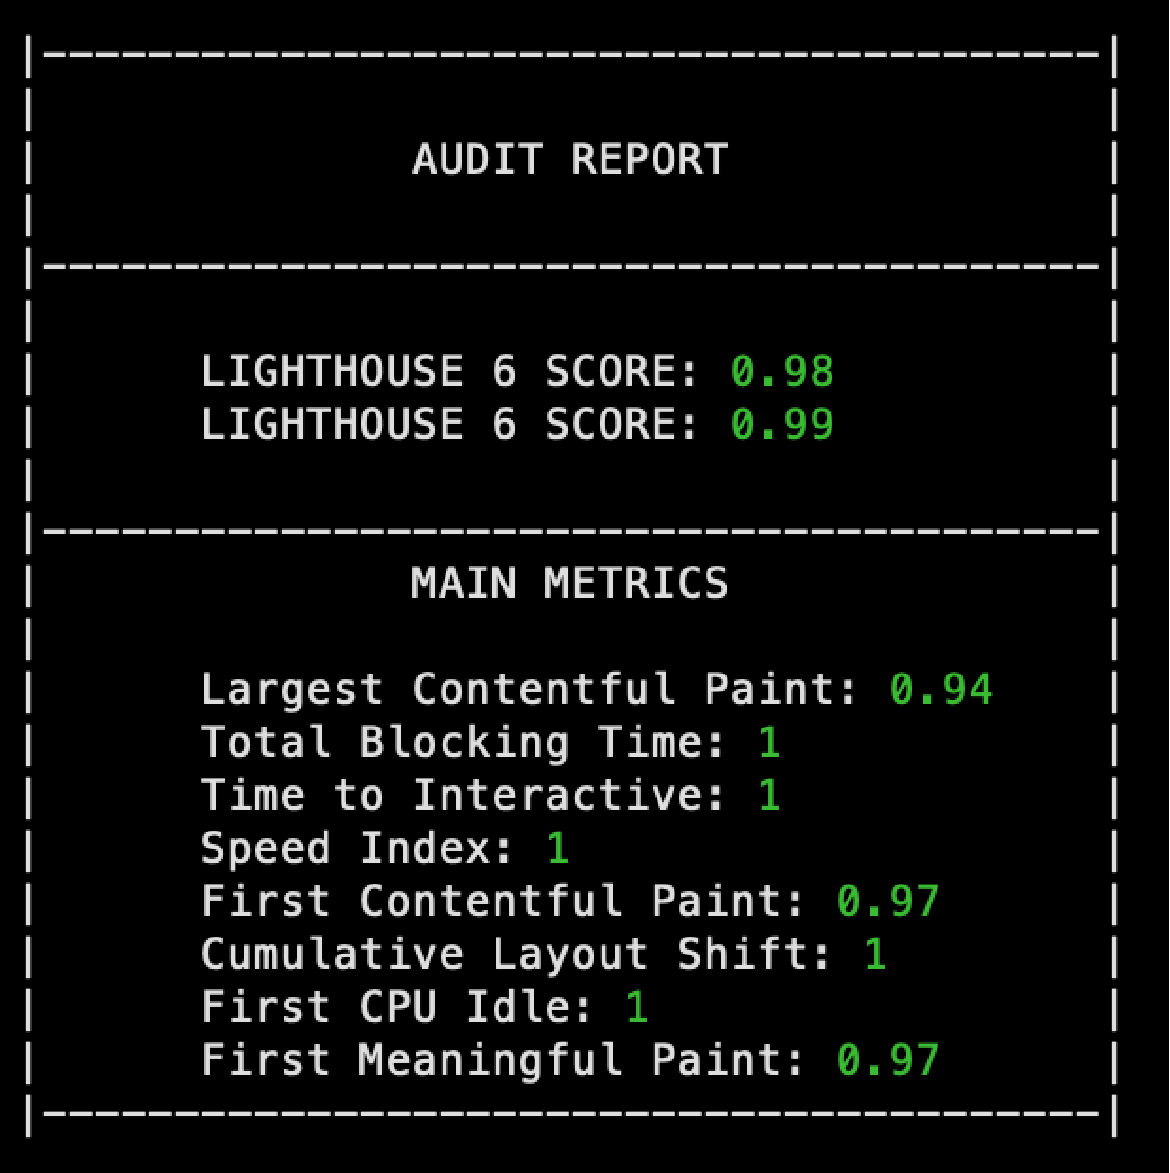 AUDIT REPORT
LIGHTHOUSE 6 SCORE: 0.98
LIGHTHOUSE 6 SCORE: 0.99
MAIN METRICS
Largest Contentful Paint: 0.94
Total Blocking Time: 1
Time to Interactive: 1
Speed Index: 1
First Contentful Paint: 0.97
Cumulative Layout Shift: 1
First CPU Idle: 1
First Meaningful Paint: 0.97